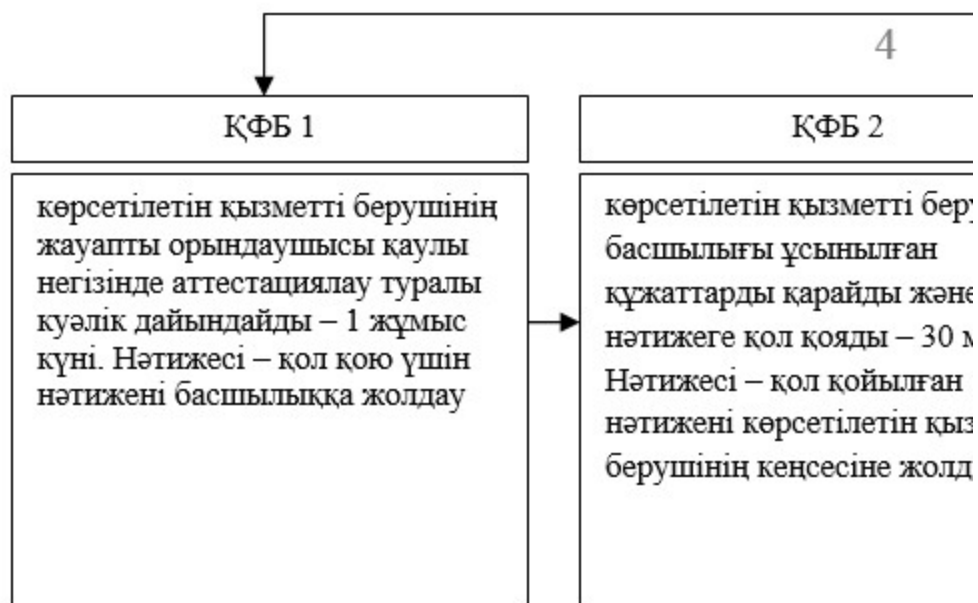 4
ҚФБ 1
көрсетілетін қызметті берушінің
жауапты орындаушысы қаулы
негізінде аттестациялау туралы
куәлік дайындайды – 1 жұмыс
күні. Нәтижесі – қол қою үшін
нәтижені басшылыққа жолдау
ҚФБ 2
көрсетілетін қызметті
басшылығы ұсынылған
құжаттарды қарайды және
нәтижеге қол қояды – 30
Нәтижесі – қол қойылған
нәтижені көрсетілетін
берушінің кеңсесіне